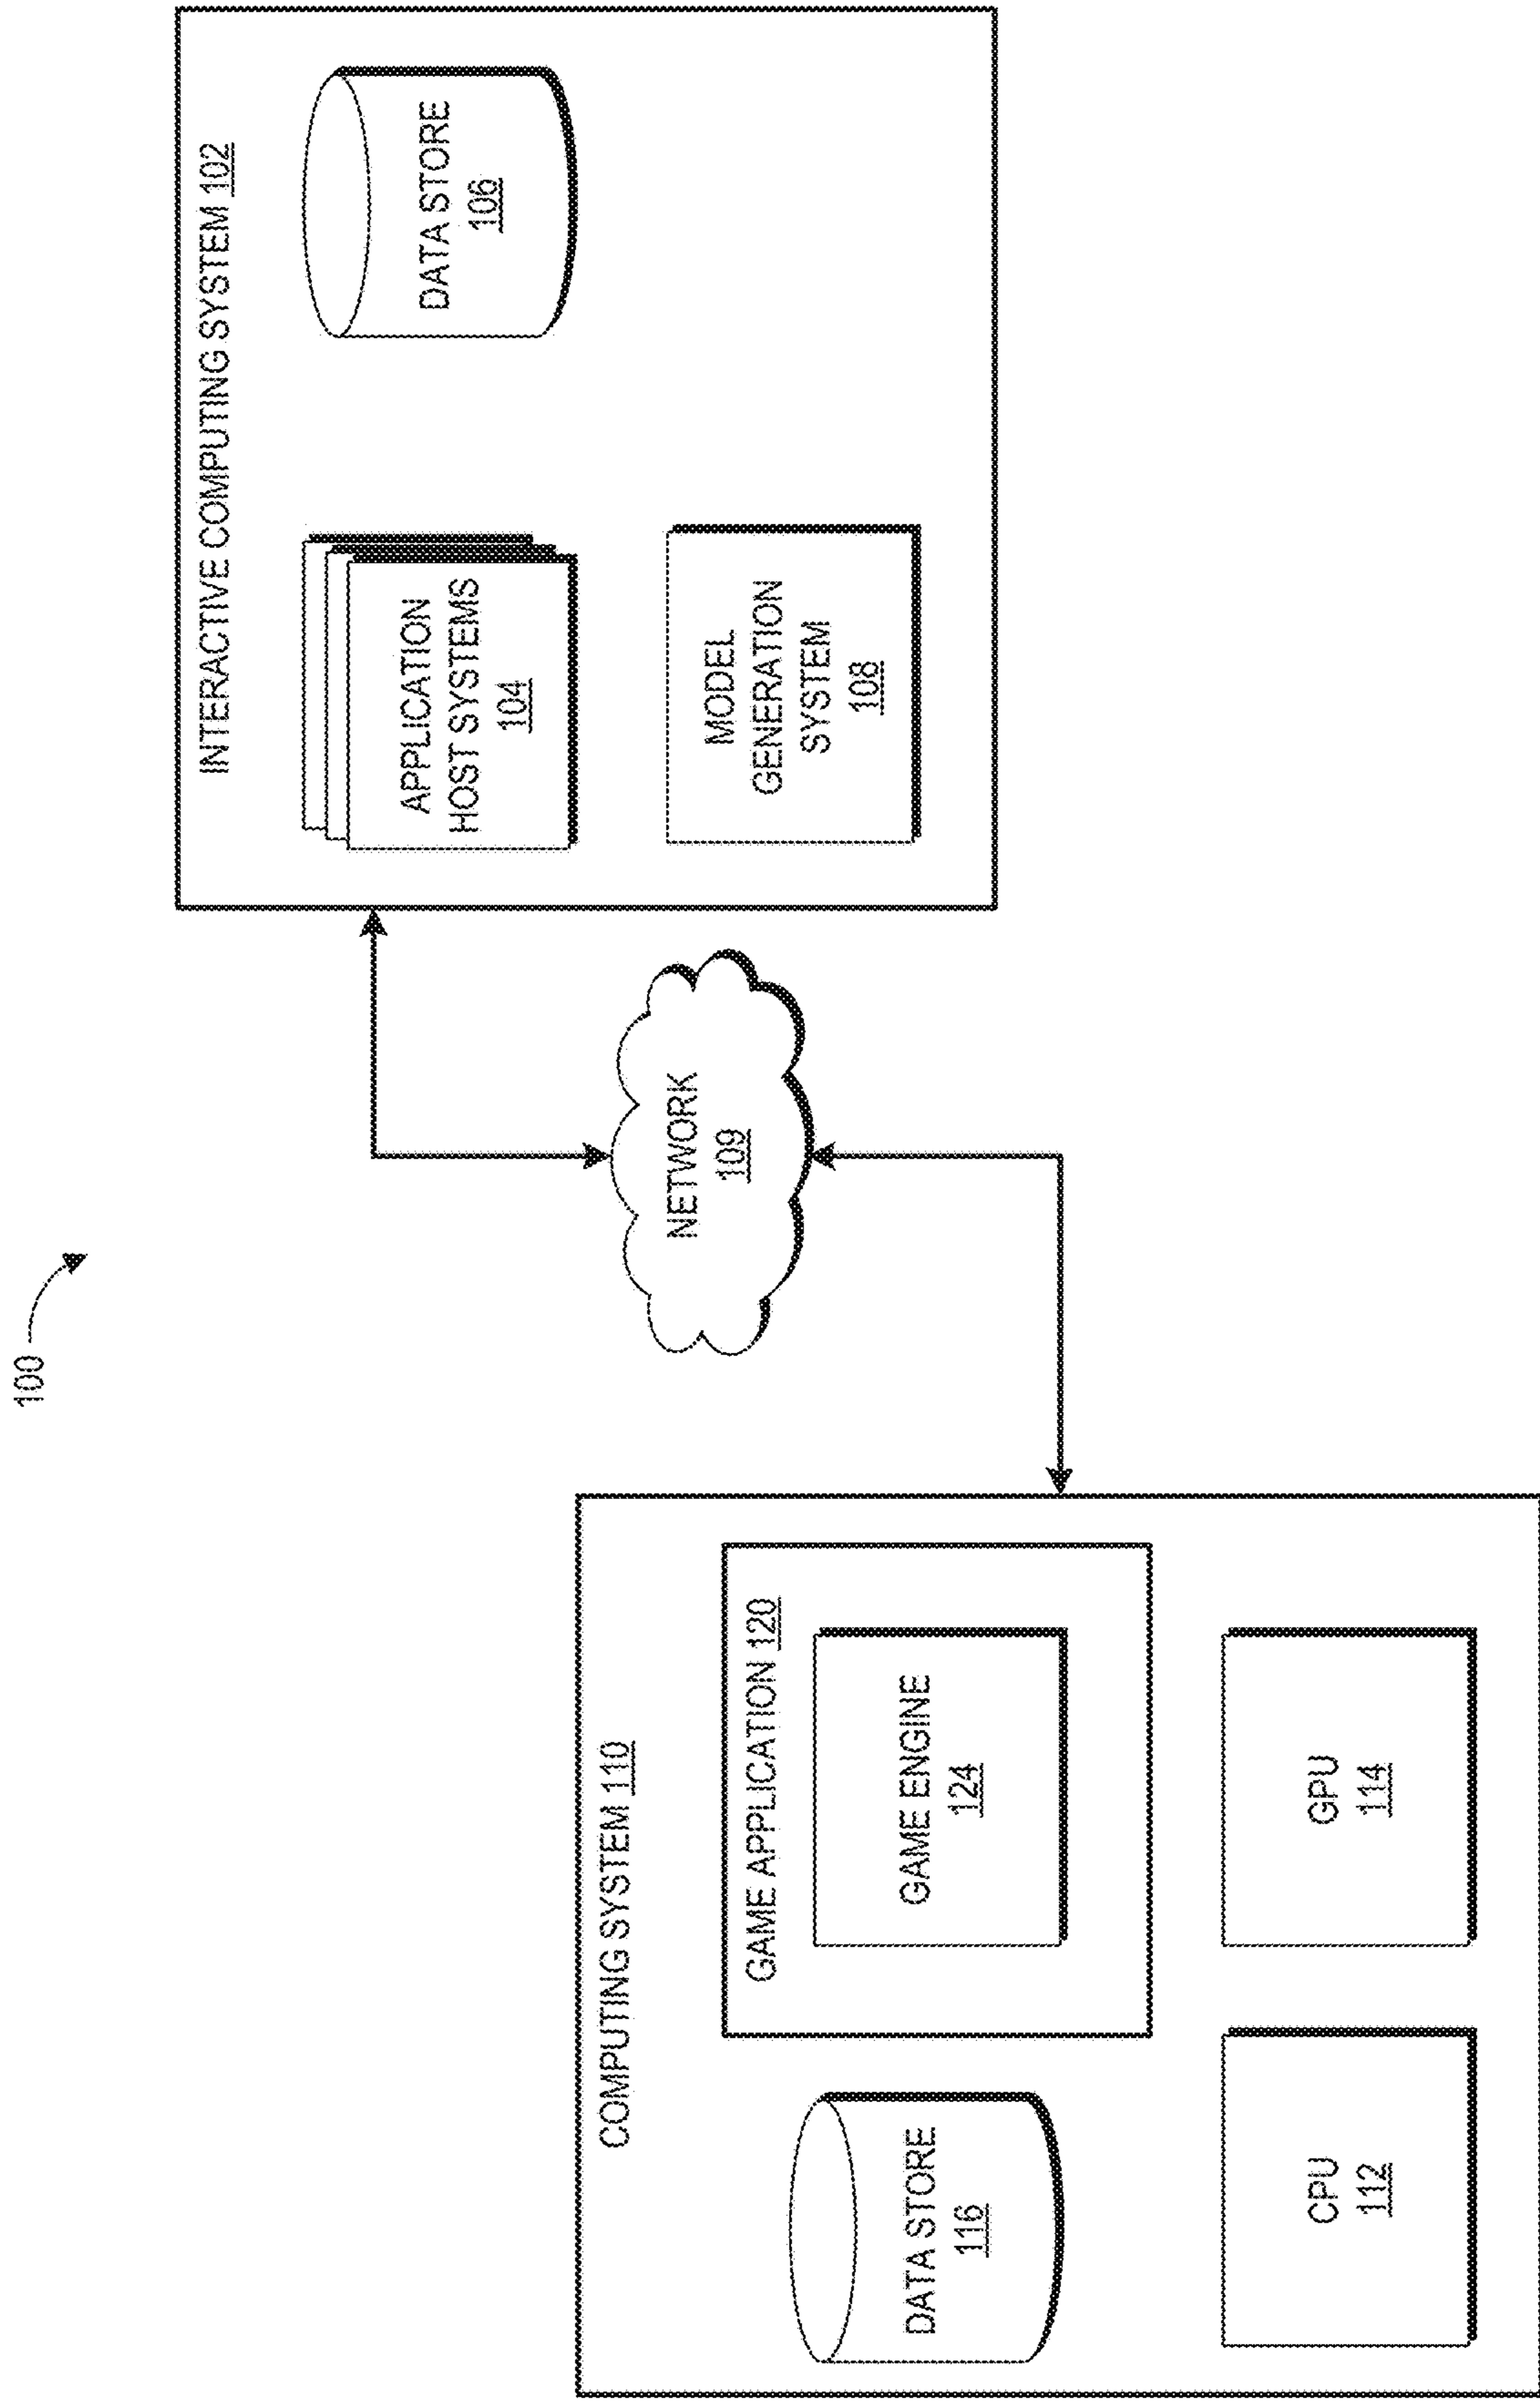 100
COMPUTING SYSTEM 110
DATA STORE
116
GAME APPLICATION 120
GAME ENGINE
124
CPU
112
GPU
114
NETWORK
109
INTERACTIVE COMPUTING SYSTEM 102
APPLICATION
HOST SYSTEMS
104
DATA STORE
106
MODEL
GENERATION
SYSTEM
108